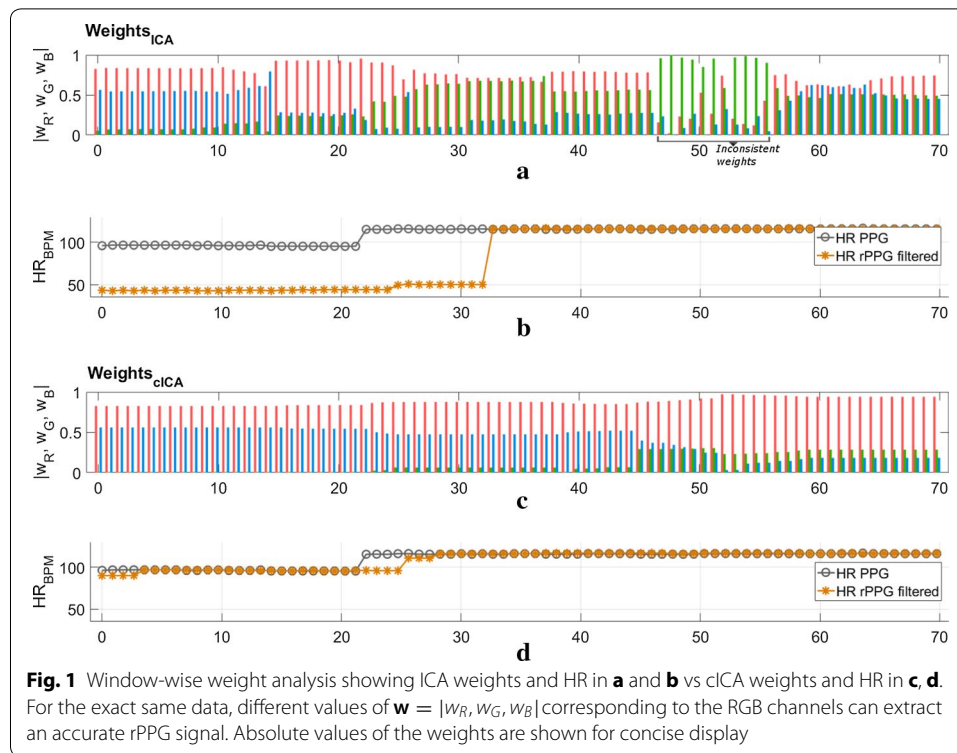 Weights_ICA
|w_R, w_G, w_B|
1
0.5
0
0 10 20 30 40 50 60 70
Inconsistent
weights
a
HR_BPM
100
50
HR PPG
HR rPPG filtered
0 10 20 30 40 50 60 70
b
Weights_cICA
|w_R, w_G, w_B|
1
0.5
0
0 10 20 30 40 50 60 70
c
HR_BPM
100
50
HR PPG
HR rPPG filtered
0 10 20 30 40 50 60 70
d
Fig. 1 Window-wise weight analysis showing ICA weights and HR in a and b vs cICA weights and HR in c, d.
For the exact same data, different values of w = |w_R, w_G, w_B| corresponding to the RGB channels can extract
an accurate rPPG signal. Absolute values of the weights are shown for concise display